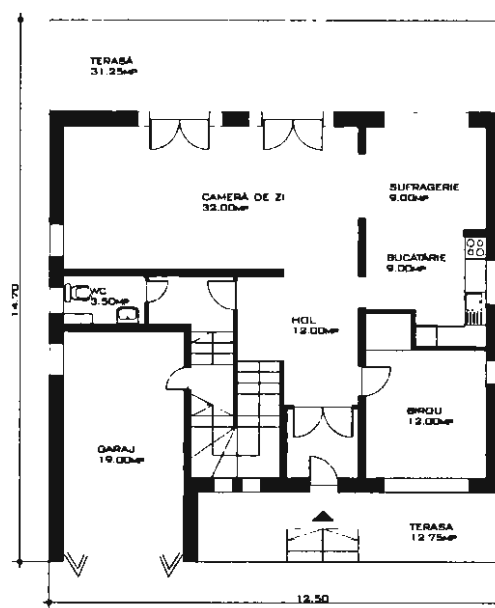 TERASĂ
31.25MP
CAMERĂ DE ZI
32.00MP
SUFRAGERIE
9.00MP
BUCATĂRIE
9.00MP
WC
3.50MP
HOL
12.00MP
14.70
BIROU
12.00MP
GARAJ
19.00MP
TERASA
12.75MP
12.50